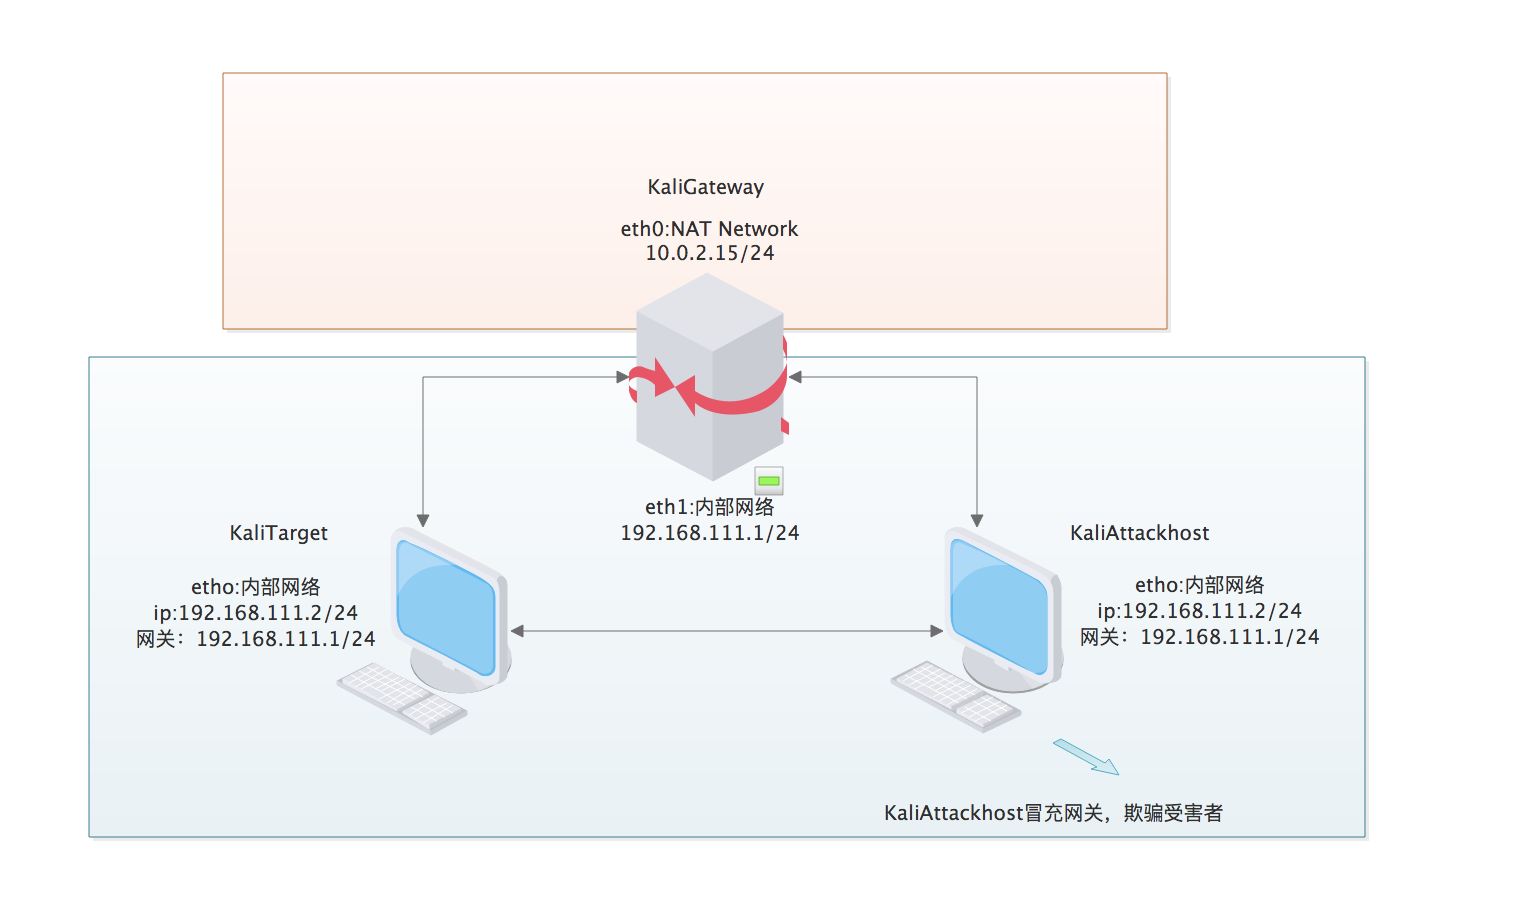 KaliGateway
eth0:NAT Network
10.0.2.15/24
eth1:内部网络
192.168.111.1/24
KaliTarget
etho:内部网络
ip:192.168.111.2/24
网关：192.168.111.1/24
KaliAttackhost
etho:内部网络
ip:192.168.111.2/24
网关：192.168.111.1/24
KaliAttackhost冒充网关，欺骗受害者